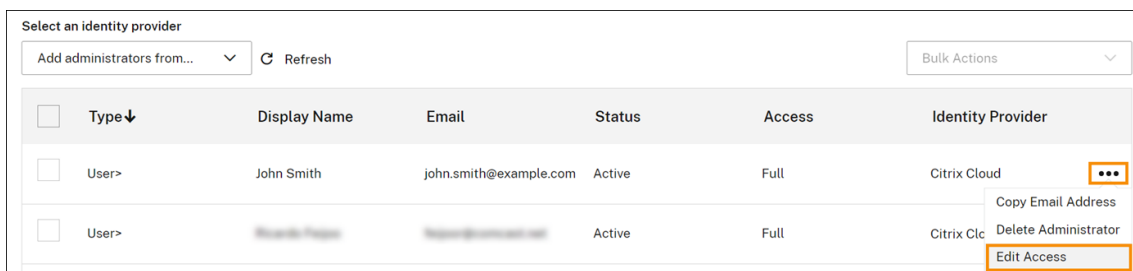 Select an identity provider
Add administrators from... Refresh Bulk Actions
Type↓ Display Name Email Status Access Identity Provider
User> John Smith john.smith@example.com Active Full Citrix Cloud •••
Copy Email Address
User> Active Full Citrix Clo Delete Administrator
Edit Access